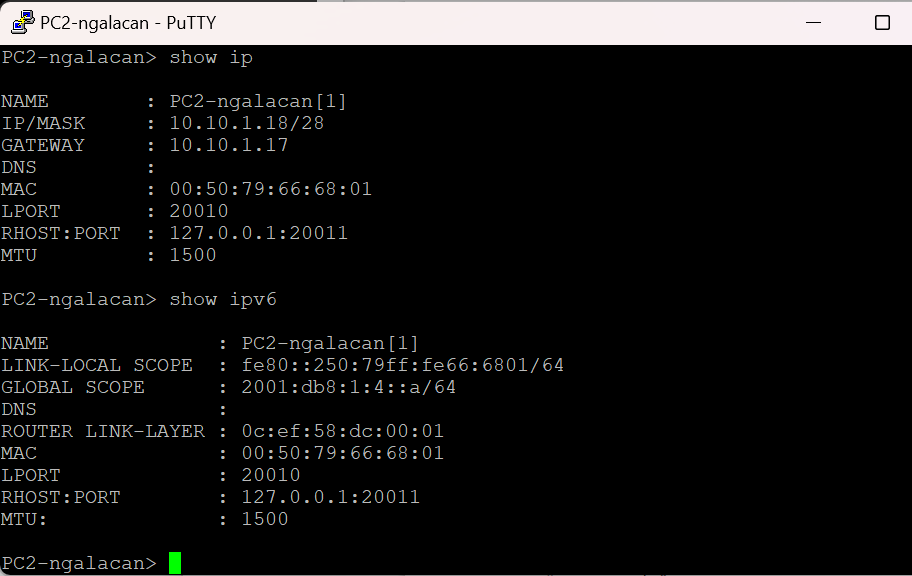 PC2-ngalacan - PuTTY
PC2-ngalacan> show ip
NAME        : PC2-ngalacan[1]
IP/MASK     : 10.10.1.18/28
GATEWAY     : 10.10.1.17
DNS         :
MAC         : 00:50:79:66:68:01
LPORT       : 20010
RHOST:PORT  : 127.0.0.1:20011
MTU         : 1500
PC2-ngalacan> show ipv6
NAME              : PC2-ngalacan[1]
LINK-LOCAL SCOPE  : fe80::250:79ff:fe66:6801/64
GLOBAL SCOPE      : 2001:db8:1:4::a/64
DNS               :
ROUTER LINK-LAYER : 0c:ef:58:dc:00:01
MAC               : 00:50:79:66:68:01
LPORT             : 20010
RHOST:PORT        : 127.0.0.1:20011
MTU:              : 1500
PC2-ngalacan>